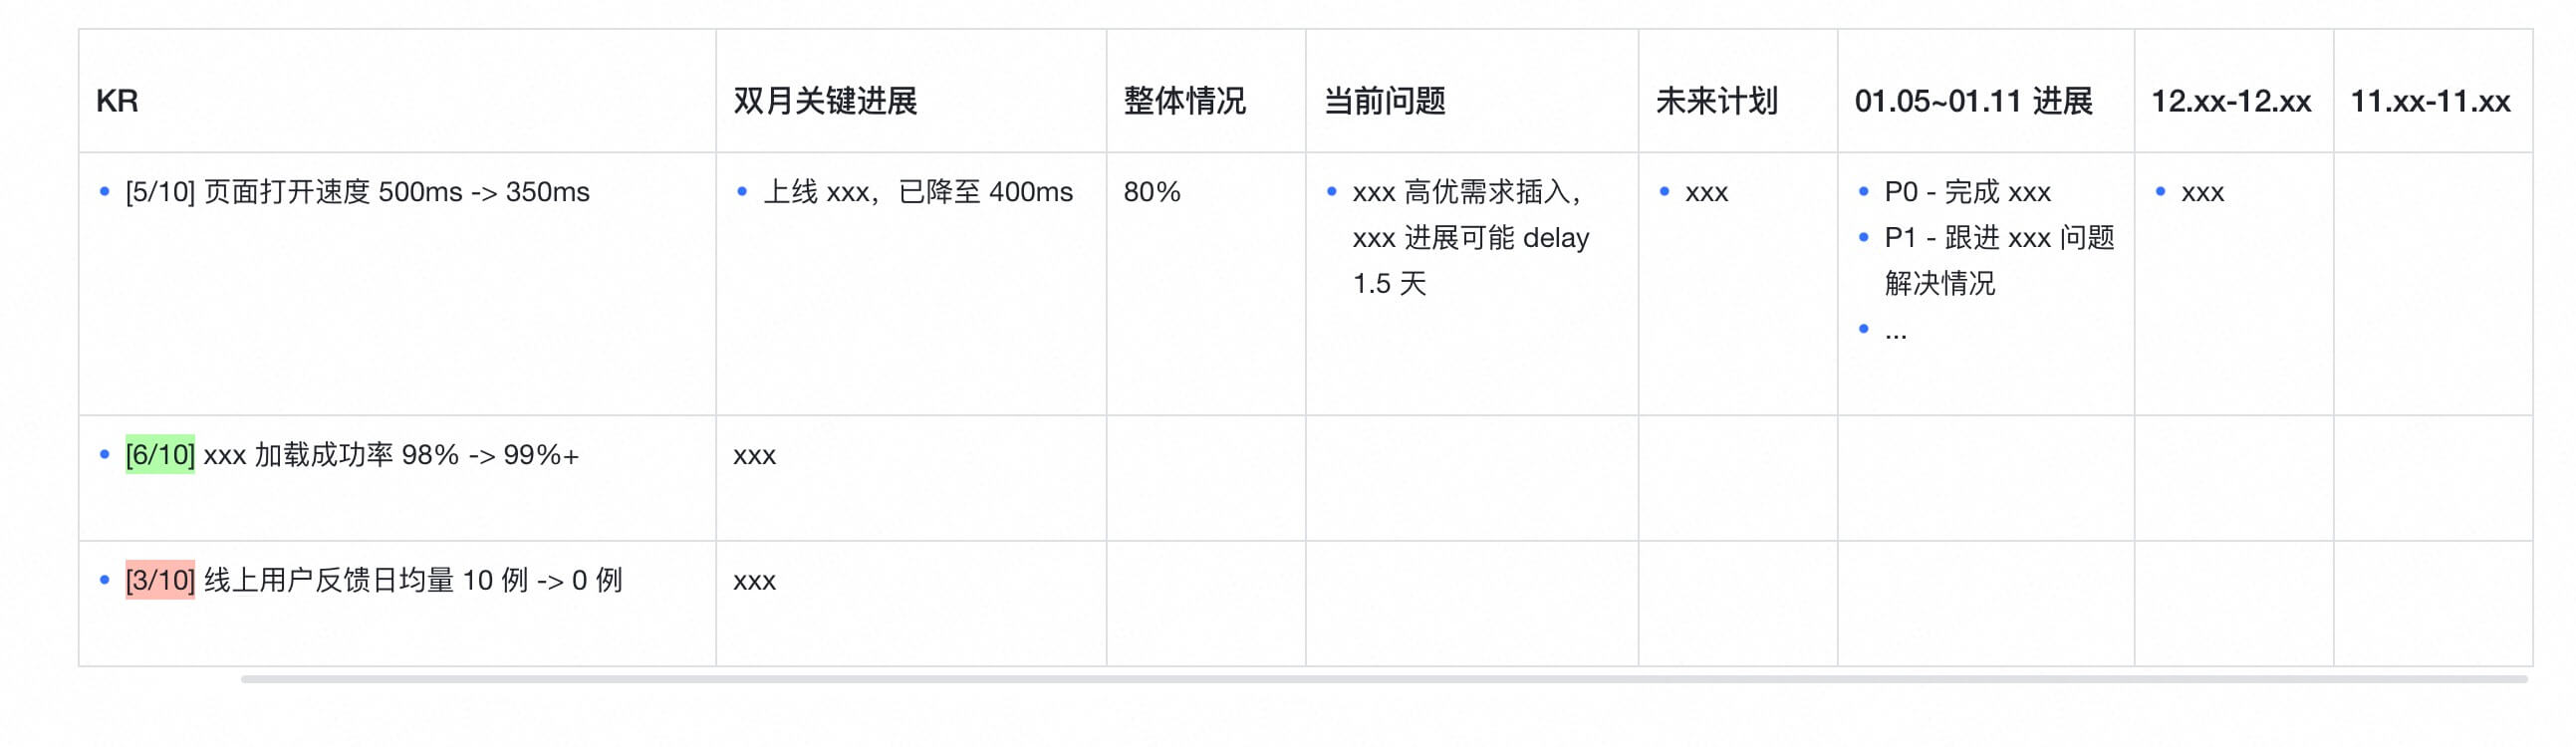 KR 双月关键进展 整体情况 当前问题 未来计划 01.05~01.11 进展 12.xx-12.xx 11.xx-11.xx
[5/10] 页面打开速度 500ms -> 350ms
上线 xxx，已降至 400ms
80%
xxx 高优需求插入，
xxx 进展可能 delay
1.5 天
xxx
P0 - 完成 xxx
P1 - 跟进 xxx 问题
解决情况
...
xxx
[6/10] xxx 加载成功率 98% -> 99%+
xxx
[3/10] 线上用户反馈日均量 10 例 -> 0 例
xxx